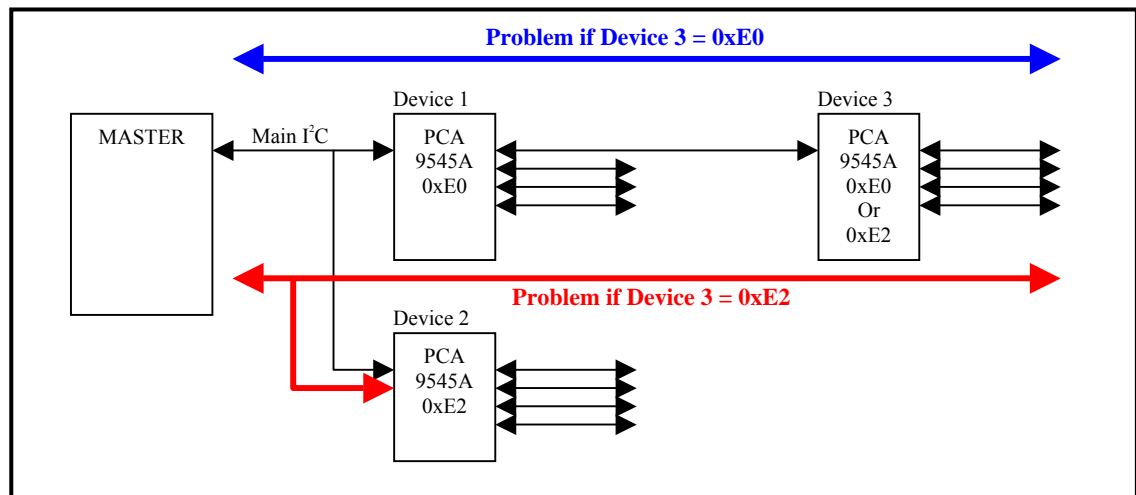 Problem if Device 3 = 0xE0
Device 1
Device 3
MASTER
Main I²C
PCA
9545A
0xE0
PCA
9545A
0xE0
Or
0xE2
Problem if Device 3 = 0xE2
Device 2
PCA
9545A
0xE2